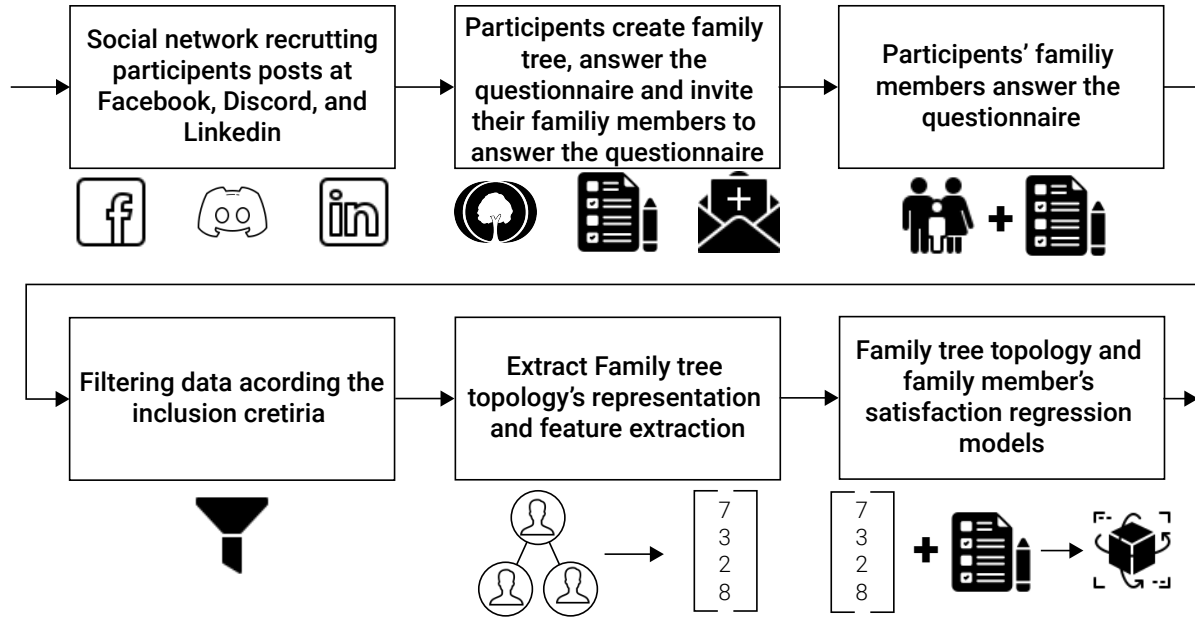 Social network recrutting
participents posts at
Facebook, Discord, and
Linkedin
Participents create family
tree, answer the
questionnaire and invite
their familiy members to
answer the questionnaire
Participents’ familiy
members answer the
questionnaire
Filtering data acording the
inclusion cretiria
Extract Family tree
topology’s representation
and feature extraction
Family tree topology and
family member’s
satisfaction regression
models
7
3
2
8
7
3
2
8